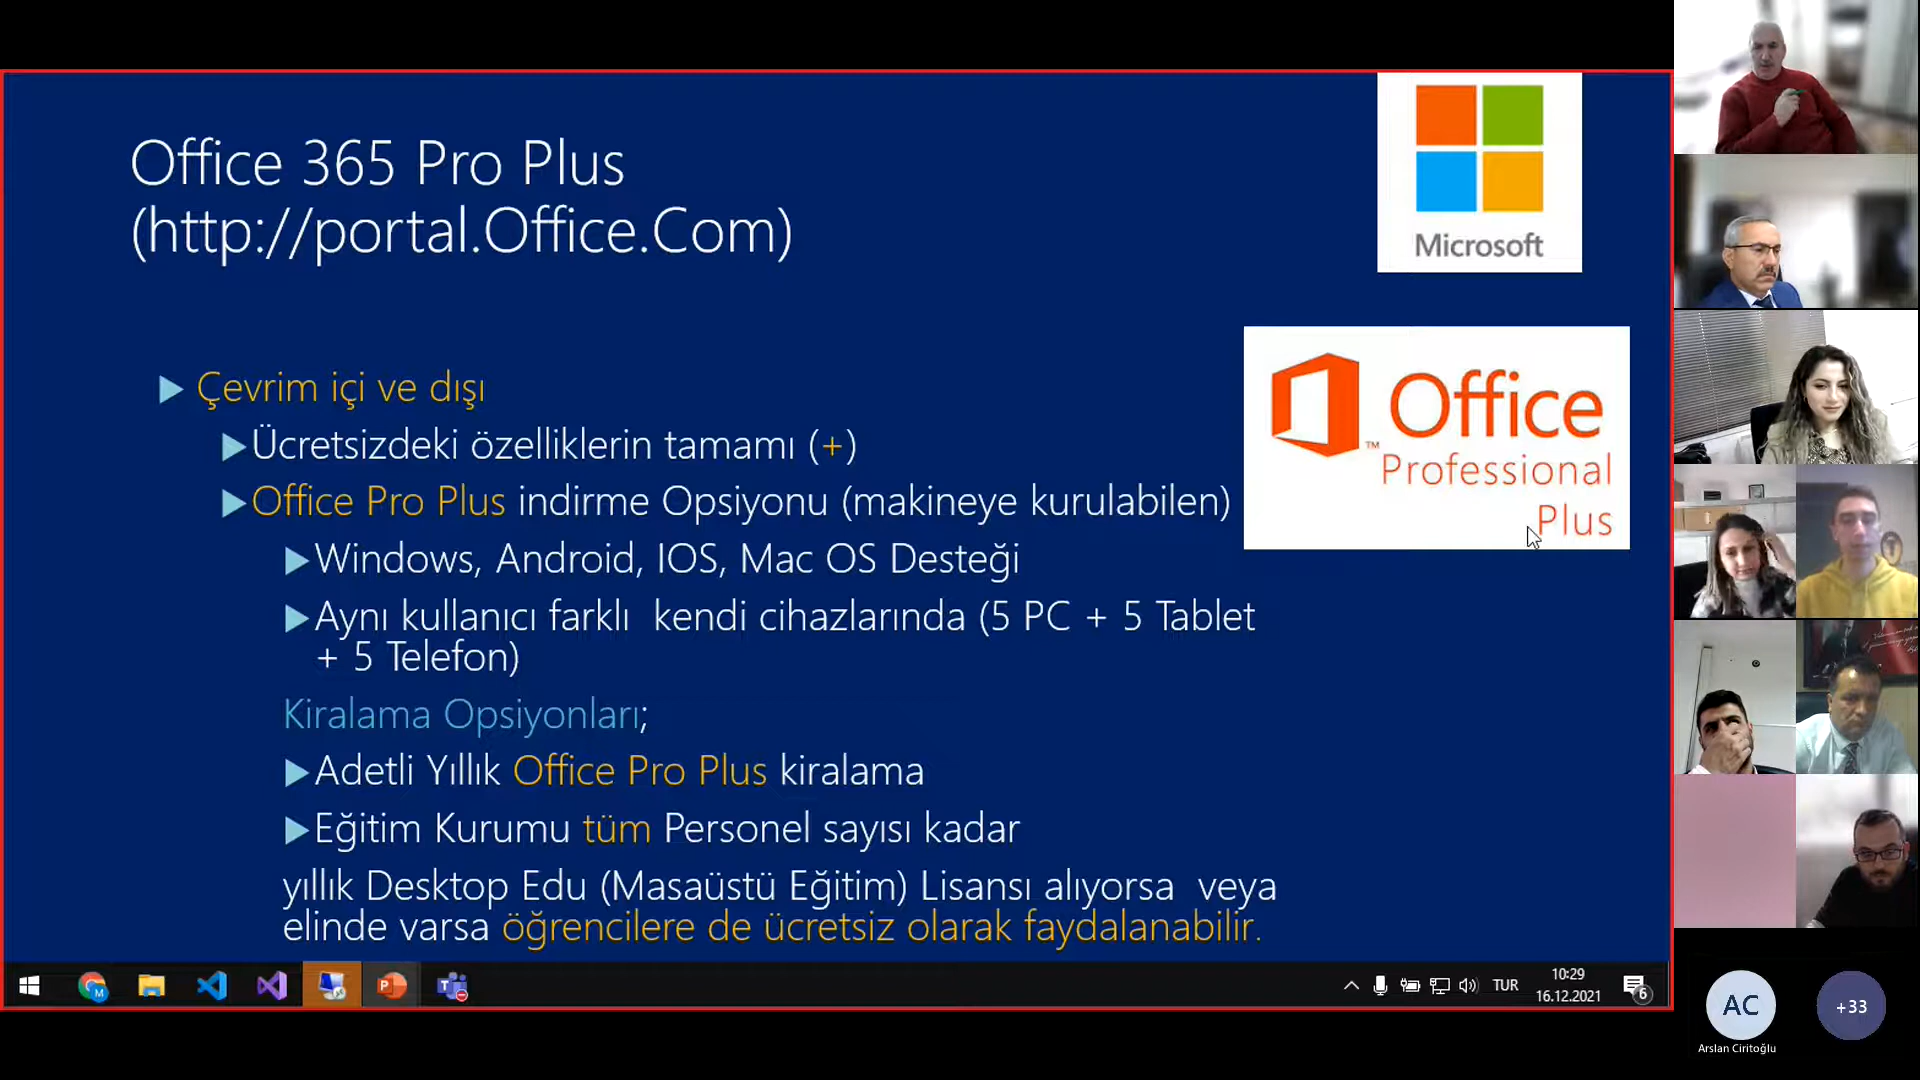 Office 365 Pro Plus
(http://portal.Office.Com)
Microsoft
Office
Professional
Plus
Çevrim içi ve dışı
Ücretsizdeki özelliklerin tamamı (+)
Office Pro Plus indirme Opsiyonu (makineye kurulabilen)
Windows, Android, IOS, Mac OS Desteği
Aynı kullanıcı farklı kendi cihazlarında (5 PC + 5 Tablet
+ 5 Telefon)
Kiralama Opsiyonları;
Adetli Yıllık Office Pro Plus kiralama
Eğitim Kurumu tüm Personel sayısı kadar
yıllık Desktop Edu (Masaüstü Eğitim) Lisansı alıyorsa veya
elinde varsa öğrencilere de ücretsiz olarak faydalanabilir.
TUR
10:29
16.12.2021
6
AC
+33
Arslan Ciritoğlu